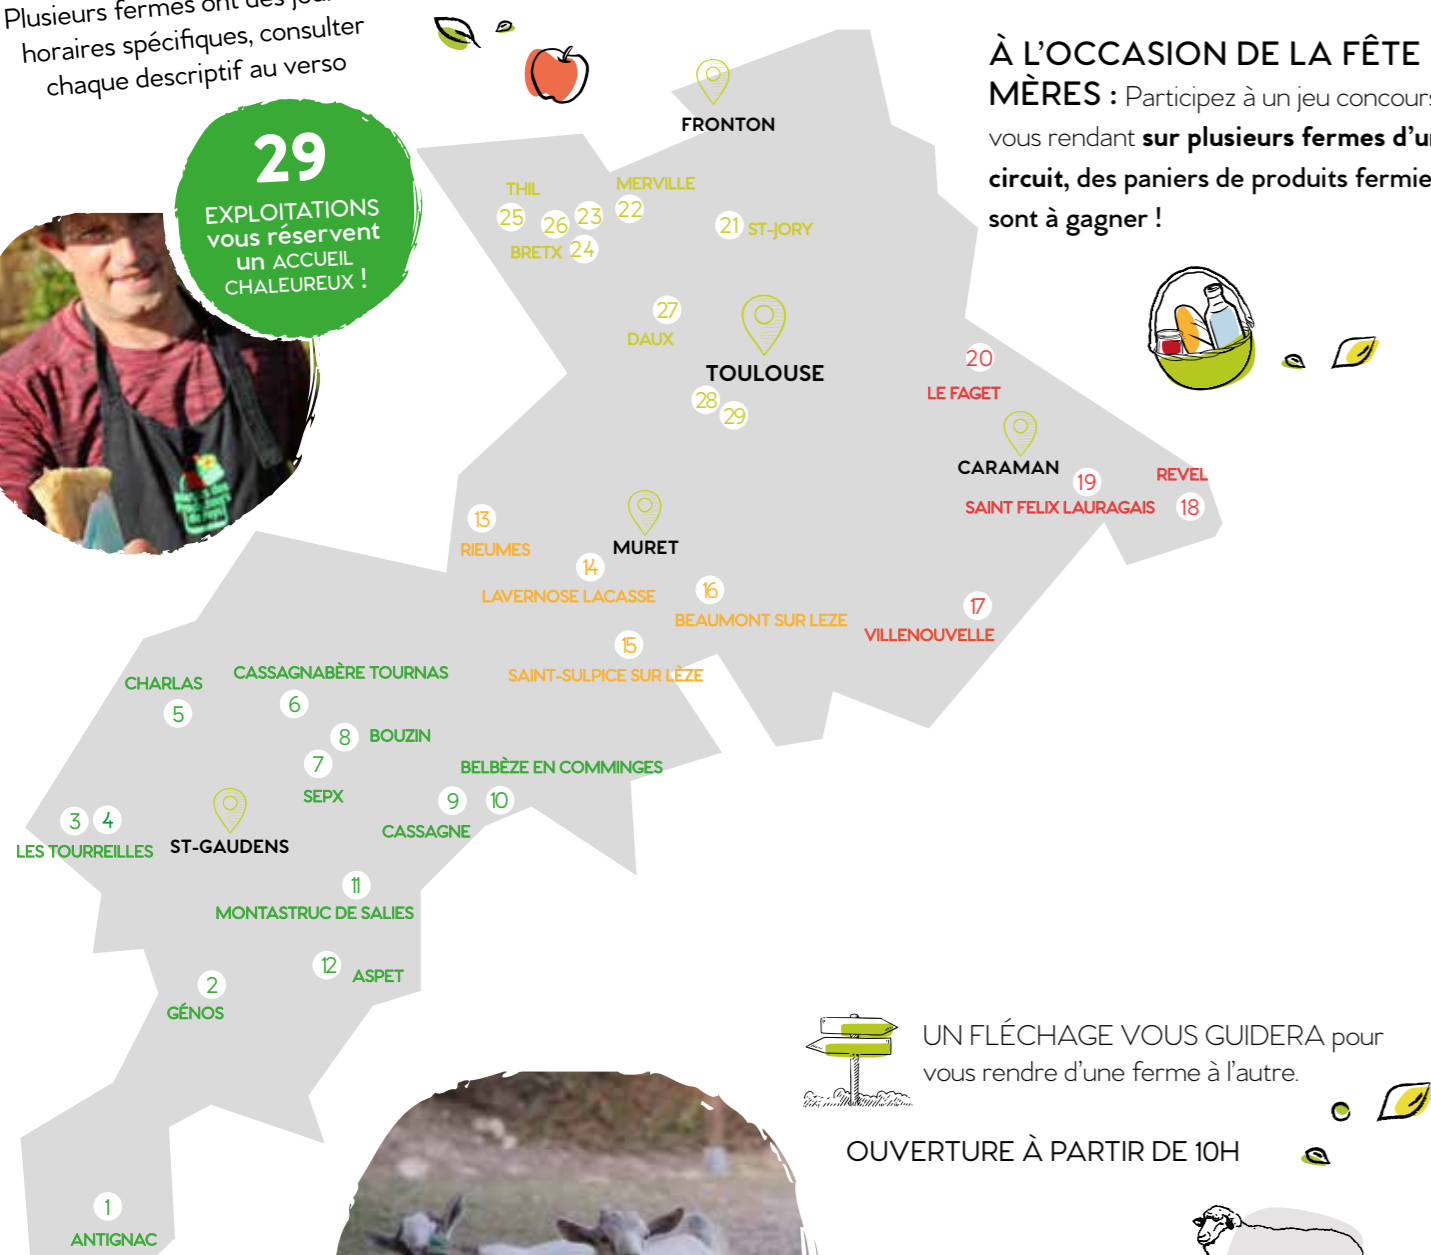 Plusieurs fermes ont des
horaires spécifiques, consulter
chaque descriptif au verso
29
EXPLOITATIONS
vous réservent
un ACCUEIL
CHALEUREUX !
À L'OCCASION DE LA FÊTE
MÈRES : Participez à un jeu concours
vous rendant sur plusieurs fermes d'un
circuit, des paniers de produits fermie
sont à gagner !
FRONTON
THIL
MERVILLE
25
26
23
22
21 ST-JORY
BRETX 24
27
DAUX
TOULOUSE
28
29
20
LE FAGET
CARAMAN
19
REVEL
SAINT FELIX LAURAGAIS
18
13
RIEUMES
MURET
14
LAVERNOSE LACASSE
16
BEAUMONT SUR LEZE
17
VILLENOUVELLE
15
SAINT-SULPICE SUR LÈZE
CHARLAS
5
CASSAGNABÈRE TOURNAS
6
8 BOUZIN
7
SEPX
BELBÈZE EN COMMINGES
9
10
CASSAGNE
3
4
LES TOURREILLES
ST-GAUDENS
11
MONTASTRUC DE SALIES
12 ASPET
2
GÉNOS
1
ANTIGNAC
UN FLÉCHAGE VOUS GUIDERA pour
vous rendre d'une ferme à l'autre.
OUVERTURE À PARTIR DE 10H